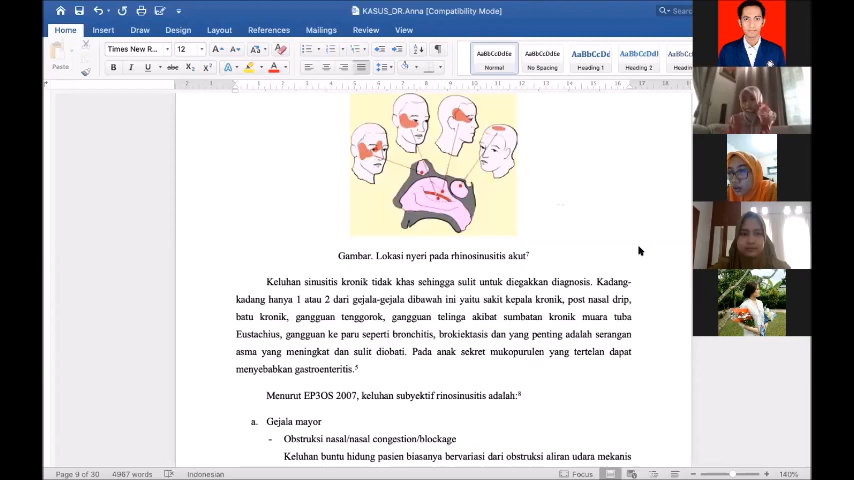 KASUS_DR.Anna [Compatibility Mode]
Home Insert Draw Design Layout References Mailings Review View
Paste
Times New R... 12
AaBbCcDdEe AaBbCcDdEe AaBbCcDd AaBbCcDdEe
Normal No Spacing Heading 1 Heading 2
Gambar. Lokasi nyeri pada rhinosinusitis akut7
Keluhan sinusitis kronik tidak khas sehingga sulit untuk diegakkan diagnosis. Kadang-
kadang hanya 1 atau 2 dari gejala-gejala dibawah ini yaitu sakit kepala kronik, post nasal drip,
batu kronik, gangguan tenggorok, gangguan telinga akibat sumbatan kronik muara tuba
Eustachius, gangguan ke paru seperti bronchitis, brokiektasis dan yang penting adalah serangan
asma yang meningkat dan sulit diobati. Pada anak sekret mukopurulen yang tertelan dapat
menyebabkan gastroenteritis.5
Menurut EP3OS 2007, keluhan subyektif rinosinusitis adalah:8
a. Gejala mayor
- Obstruksi nasal/nasal congestion/blockage
Keluhan buntu hidung pasien biasanya bervariasi dari obstruksi aliran udara mekanis
Page 9 of 30 4967 words Indonesian Focus 140%